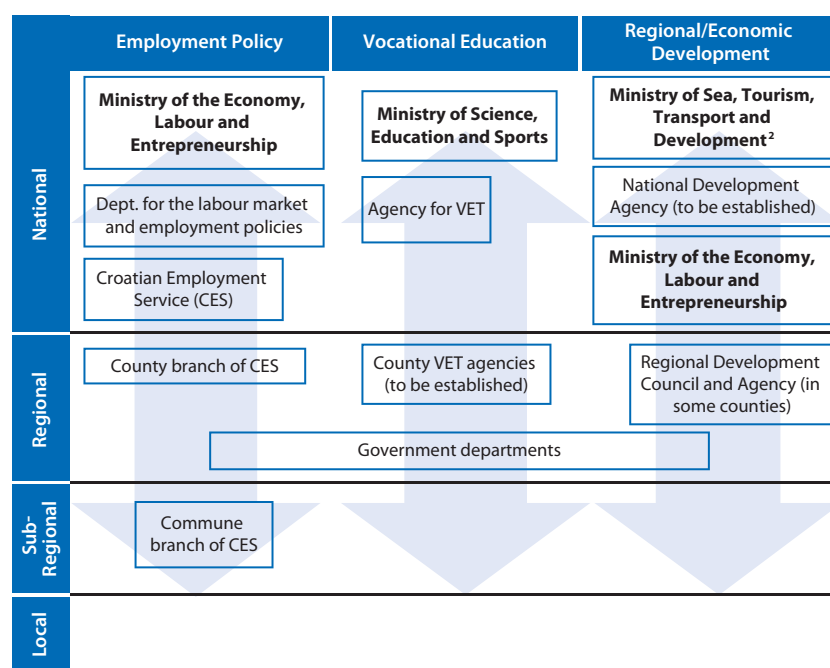 Employment Policy
Vocational Education
Regional/Economic
Development
National
Ministry of the Economy,
Labour and
Entrepreneurship
Ministry of Science,
Education and Sports
Ministry of Sea, Tourism,
Transport and
Development²
Dept. for the labour market
and employment policies
Agency for VET
National Development
Agency (to be established)
Croatian Employment
Service (CES)
Ministry of the Economy,
Labour and
Entrepreneurship
Regional
County branch of CES
County VET agencies
(to be established)
Regional Development
Council and Agency (in
some counties)
Government departments
Sub-
Regional
Commune
branch of CES
Local